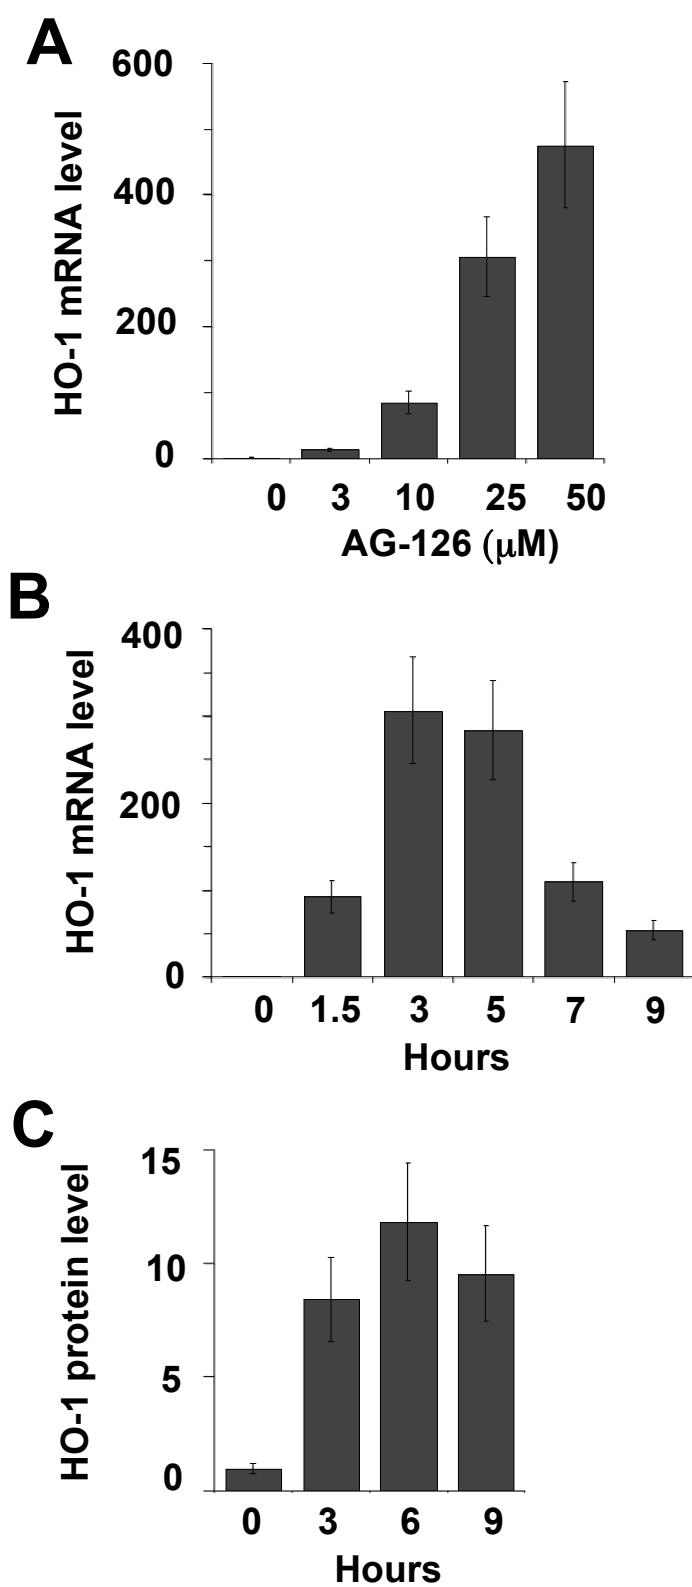 A
600
400
200
0
HO-1 mRNA level
0 3 10 25 50
AG-126 (μM)
B
400
200
0
HO-1 mRNA level
0 1.5 3 5 7 9
Hours
C
15
10
5
0
HO-1 protein level
0 3 6 9
Hours